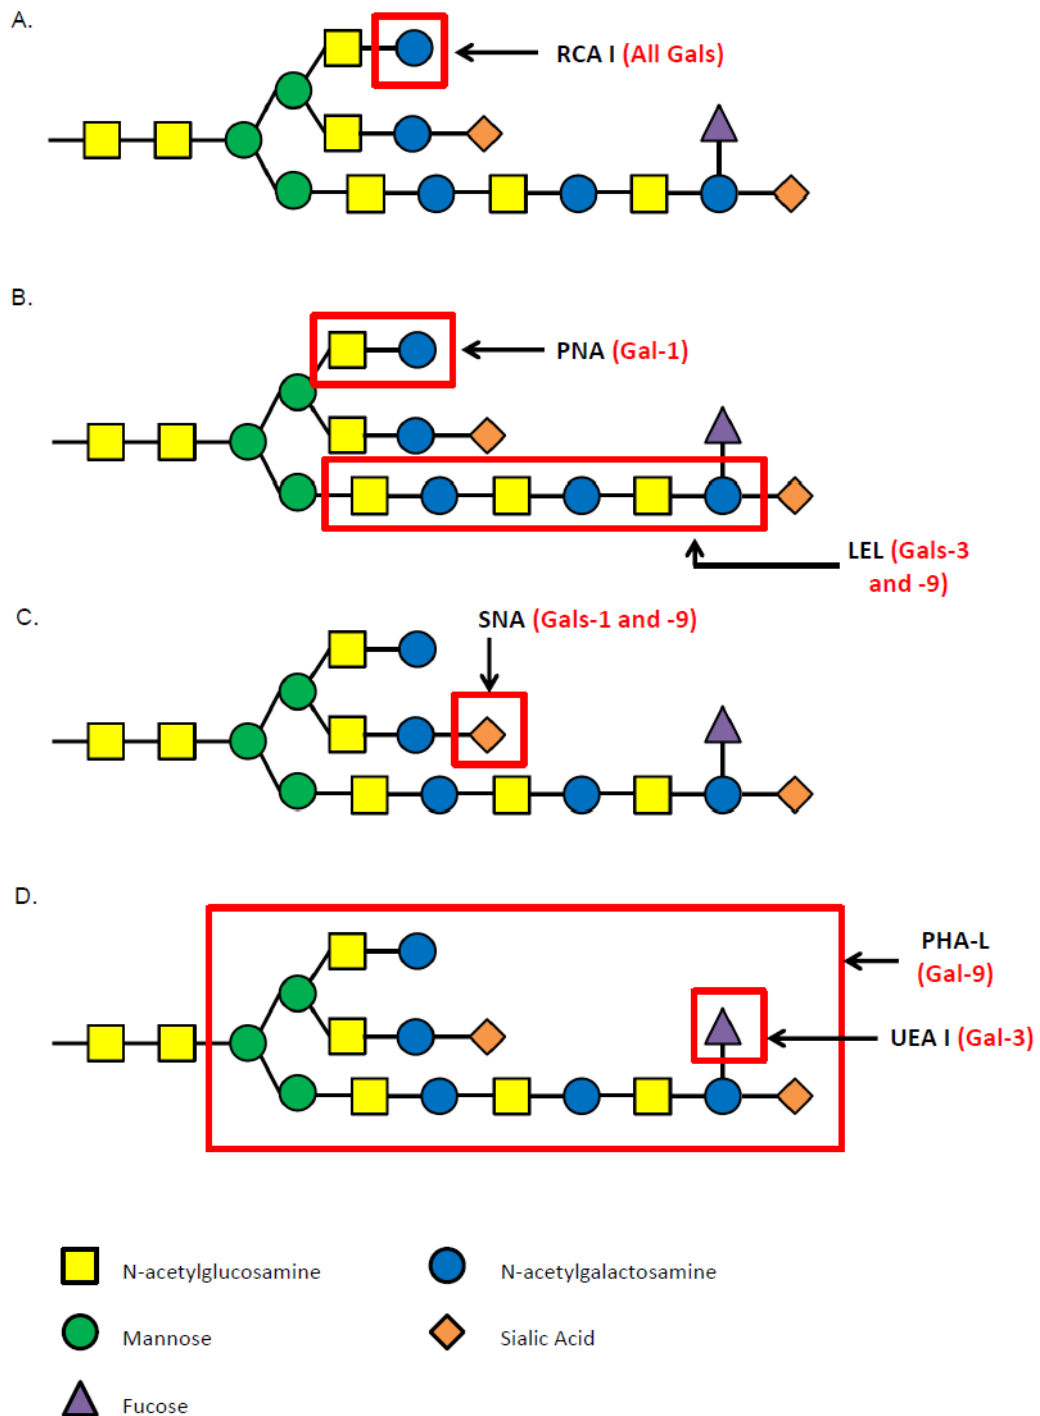 A.
RCA I (All Gals)
B.
PNA (Gal-1)
LEL (Gals-3
and -9)
C.
SNA (Gals-1 and -9)
D.
PHA-L
(Gal-9)
UEA I (Gal-3)
N-acetylglucosamine
N-acetylgalactosamine
Mannose
Sialic Acid
Fucose